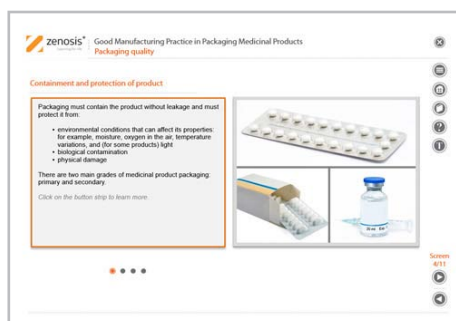 zenosis®
Good Manufacturing Practice in Packaging Medicinal Products
Packaging quality
Containment and protection of product
Packaging must contain the product without leakage and must
protect it from:
• environmental conditions that can affect its properties:
for example, moisture, oxygen in the air, temperature
variations, and (for some products) light
• biological contamination
• physical damage
There are two main grades of medicinal product packaging:
primary and secondary.
Click on the button strip to learn more.
Screen
4/11